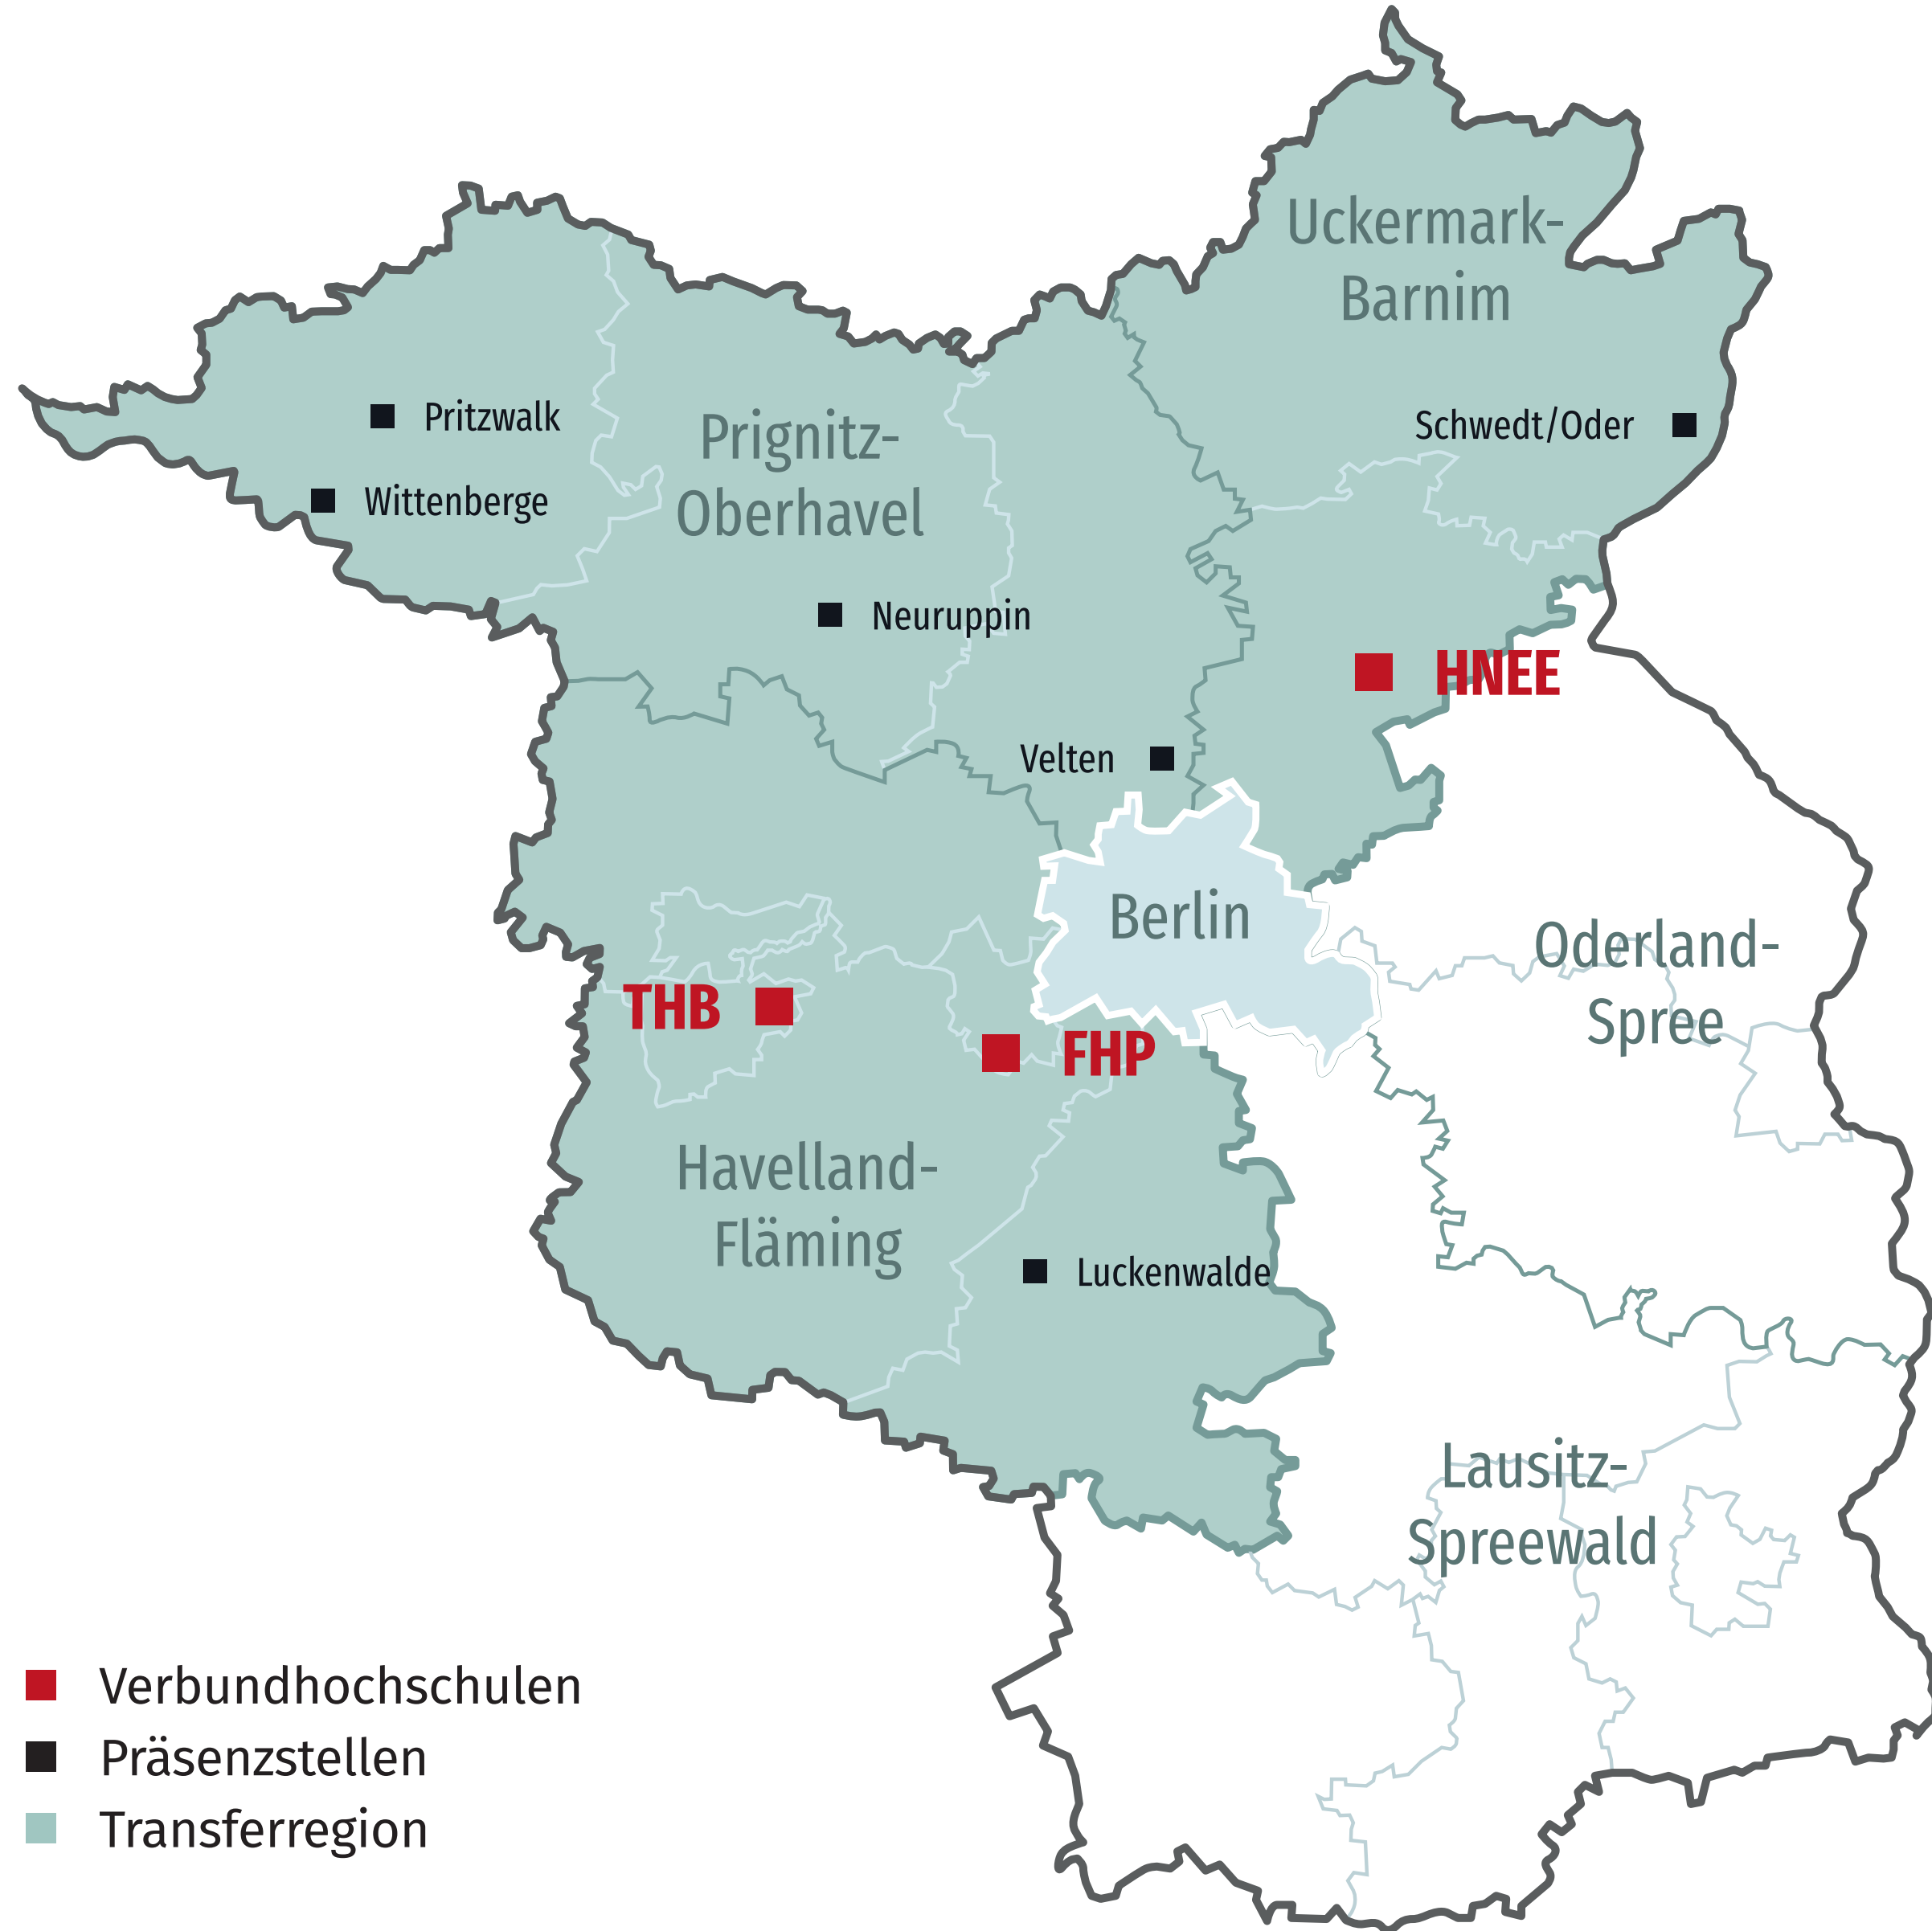 Uckermark-
Barnim
Pritzwalk
Prignitz-
Oberhavel
Schwedt/Oder
Wittenberge
Neuruppin
HNEE
Velten
Berlin
Oderland-
Spree
THB
FHP
Havelland-
Fläming
Luckenwalde
Lausitz-
Spreewald
Verbundhochschulen
Präsenzstellen
Transferregion